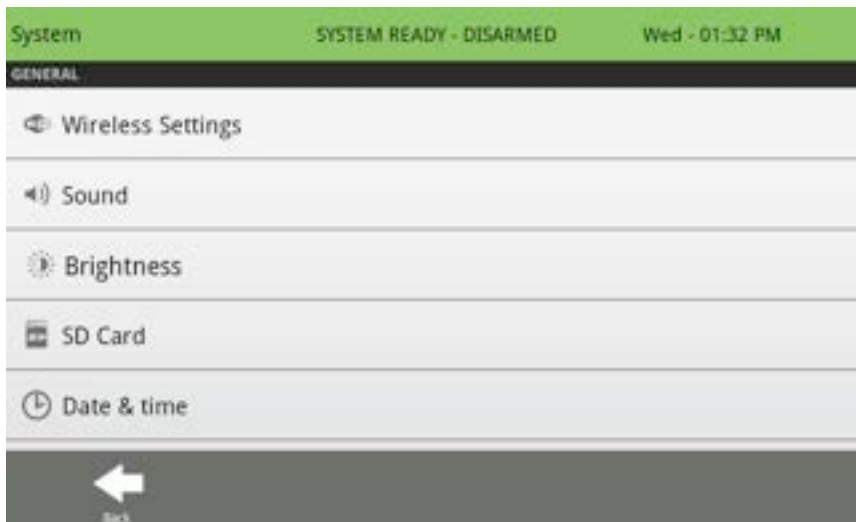 System SYSTEM READY - DISARMED Wed - 01:32 PM
GENERAL
Wireless Settings
Sound
Brightness
SD Card
Date & time
Back